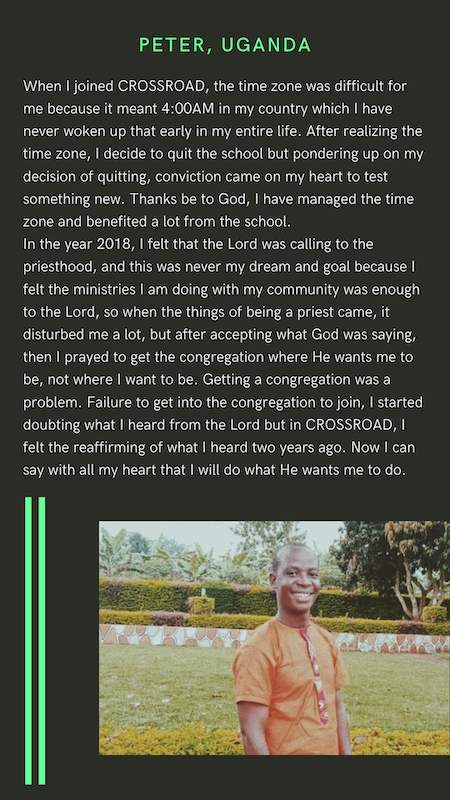 PETER, UGANDA
When I joined CROSSROAD, the time zone was difficult for
me because it meant 4:00AM in my country which I have
never woken up that early in my entire life. After realizing the
time zone, I decide to quit the school but pondering up on my
decision of quitting, conviction came on my heart to test
something new. Thanks be to God, I have managed the time
zone and benefited a lot from the school.
In the year 2018, I felt that the Lord was calling to the
priesthood, and this was never my dream and goal because I
felt the ministries I am doing with my community was enough
to the Lord, so when the things of being a priest came, it
disturbed me a lot, but after accepting what God was saying,
then I prayed to get the congregation where He wants me to
be, not where I want to be. Getting a congregation was a
problem. Failure to get into the congregation to join, I started
doubting what I heard from the Lord but in CROSSROAD, I
felt the reaffirming of what I heard two years ago. Now I can
say with all my heart that I will do what He wants me to do.